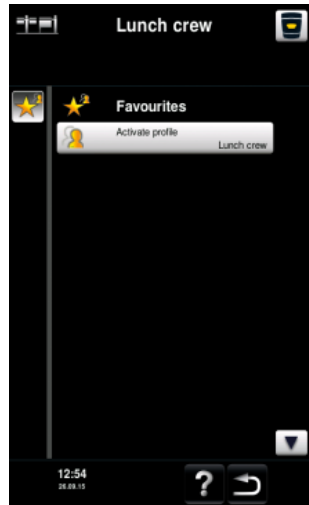 Lunch crew
Favourites
Activate profile
Lunch crew
12:54
26.09.15
?